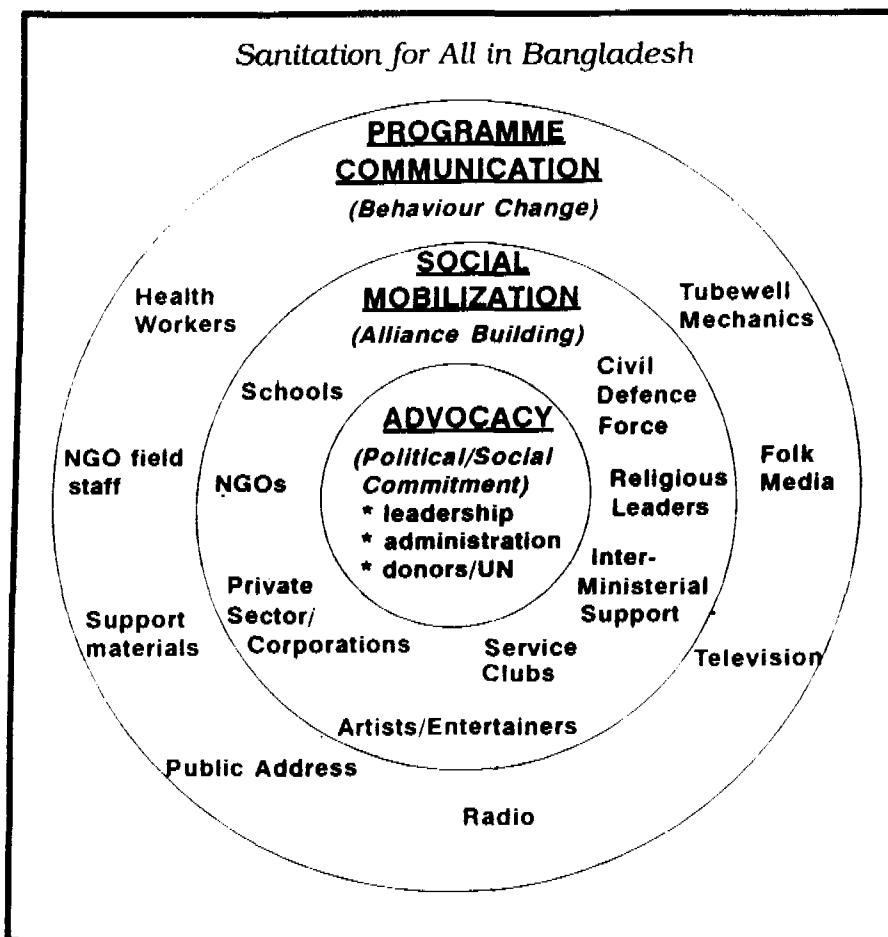 Sanitation for All in Bangladesh
PROGRAMME
COMMUNICATION
(Behaviour Change)
SOCIAL
MOBILIZATION
(Alliance Building)
ADVOCACY
(Political/Social
Commitment)
* leadership
* administration
* donors/UN
Health
Workers
Tubewell
Mechanics
Schools
Civil
Defence
Force
NGO field
staff
NGOs
Religious
Leaders
Folk
Media
Private
Sector/
Corporations
Inter-
Ministerial
Support
Support
materials
Service
Clubs
Television
Artists/Entertainers
Public Address
Radio